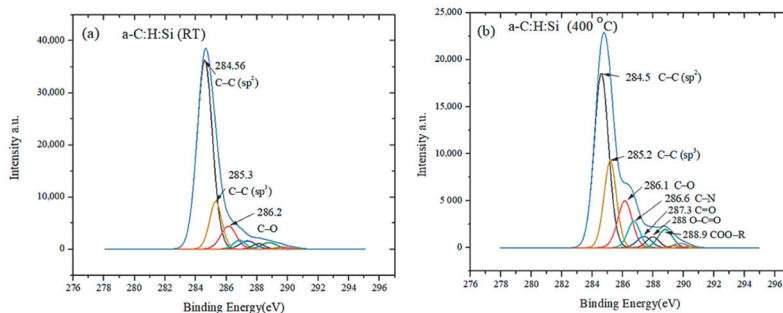 (a)
a-C:H:Si (RT)
40,000
30,000
20,000
10,000
0
Intensity a.u.
284.56
C–C (sp²)
285.3
C–C (sp³)
286.2
C–O
276 278 280 282 284 286 288 290 292 294 296
Binding Energy(eV)
(b)
a-C:H:Si (400 °C)
25,000
20,000
15,000
10,000
5 000
0
Intensity a.u.
284.5 C–C (sp²)
285.2 C–C (sp³)
286.1 C–O
286.6 C–N
287.3 C=O
288 O–C=O
288.9 COO–R
276 278 280 282 284 286 288 290 292 294 296
Binding Energy(eV)